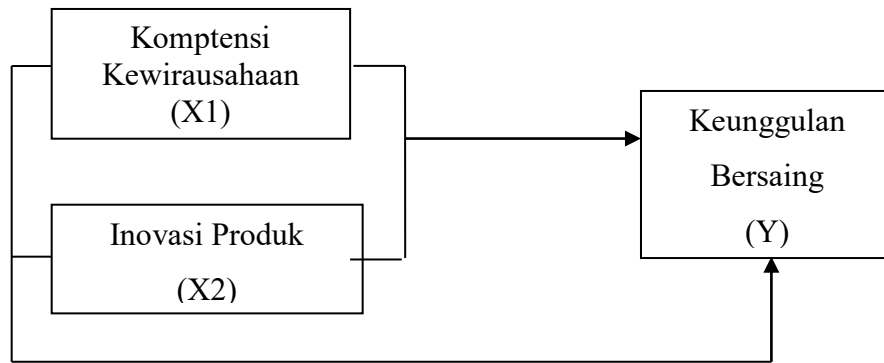 Komptensi
Kewirausahaan
(X1)
Inovasi Produk
(X2)
Keunggulan
Bersaing
(Y)